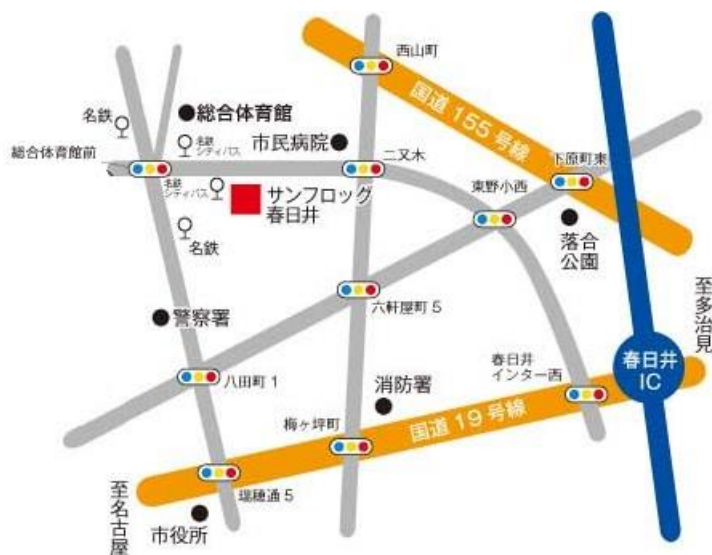 西山町
国道155号線
名鉄
総合体育館
名鉄
シティバス
市民病院
総合体育館前
二又木
下原町東
名鉄
シティバス
サンフロッグ
春日井
東野小西
名鉄
落合
公園
至多治見
六軒屋町5
警察署
春日井
インター西
春日井
IC
八田町1
消防署
国道19号線
梅ヶ坪町
瑞穂通5
至名古屋
市役所